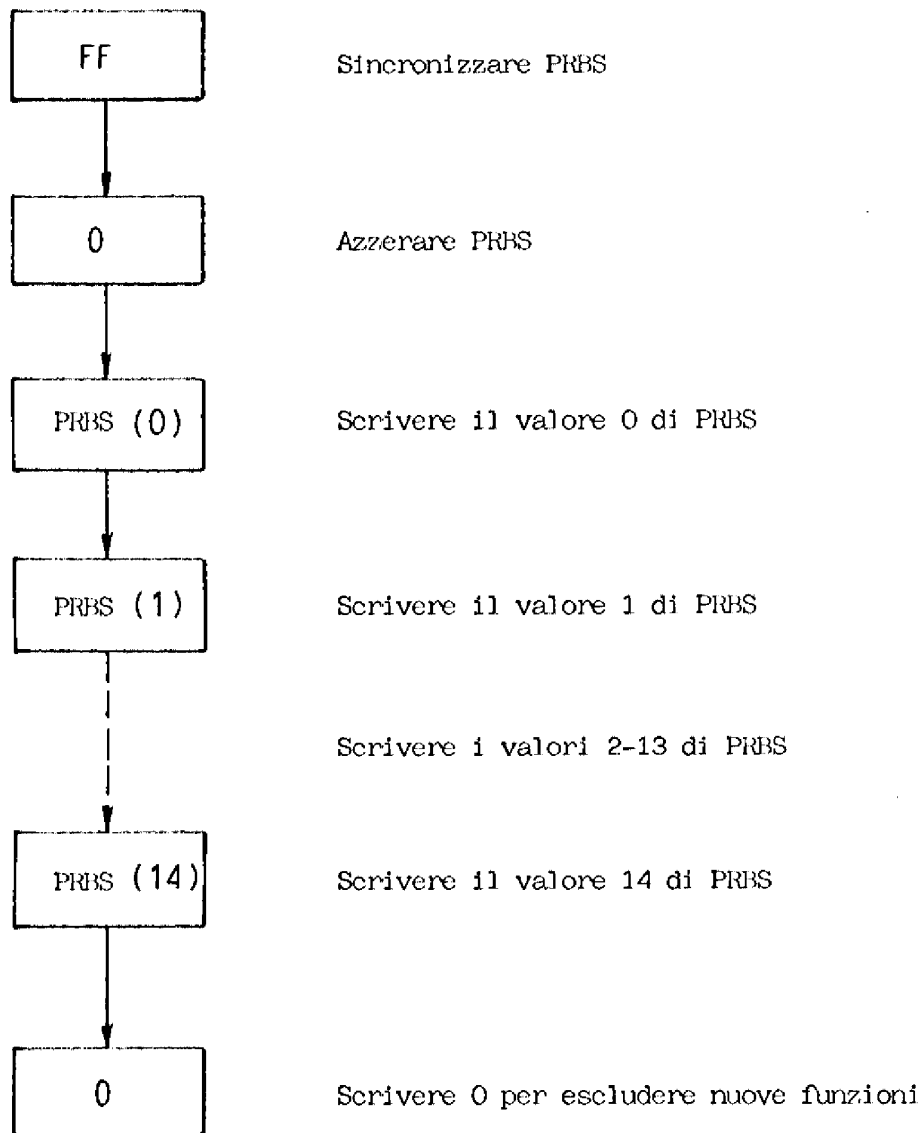 FF Sincronizzare PRBS
0 Azzerare PRBS
PRBS (0) Scrivere il valore 0 di PRBS
PRBS (1) Scrivere il valore 1 di PRBS
Scrivere i valori 2-13 di PRBS
PRBS (14) Scrivere il valore 14 di PRBS
0 Scrivere 0 per escludere nuove funzioni